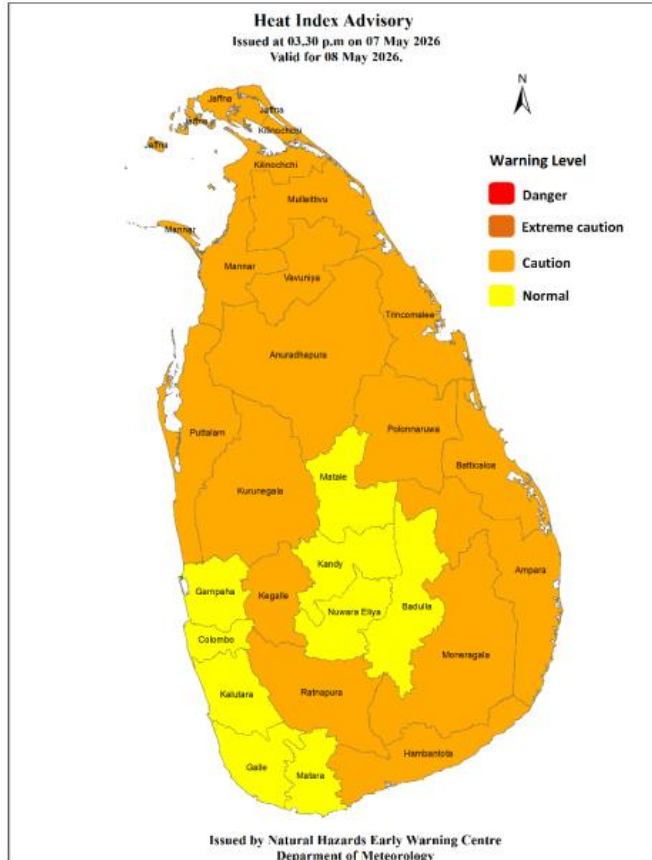 Heat Index Advisory
Issued at 03.30 p.m on 07 May 2026
Valid for 08 May 2026.
N
Warning Level
Danger
Extreme caution
Caution
Normal
Jaffna
Jaffna
Jaffna
Jaffna
Kilinochchi
Kilinochchi
Mullaitivu
Mannar
Mannar
Vavuniya
Trincomalee
Anuradhapura
Puttalam
Polonnaruwa
Batticaloa
Kurunegala
Matale
Kandy
Ampara
Gampaha
Kegalle
Nuwara Eliya
Badulla
Colombo
Moneragala
Kalutara
Ratnapura
Hambantota
Galle
Matara
Issued by Natural Hazards Early Warning Centre
Deparment of Meteorology